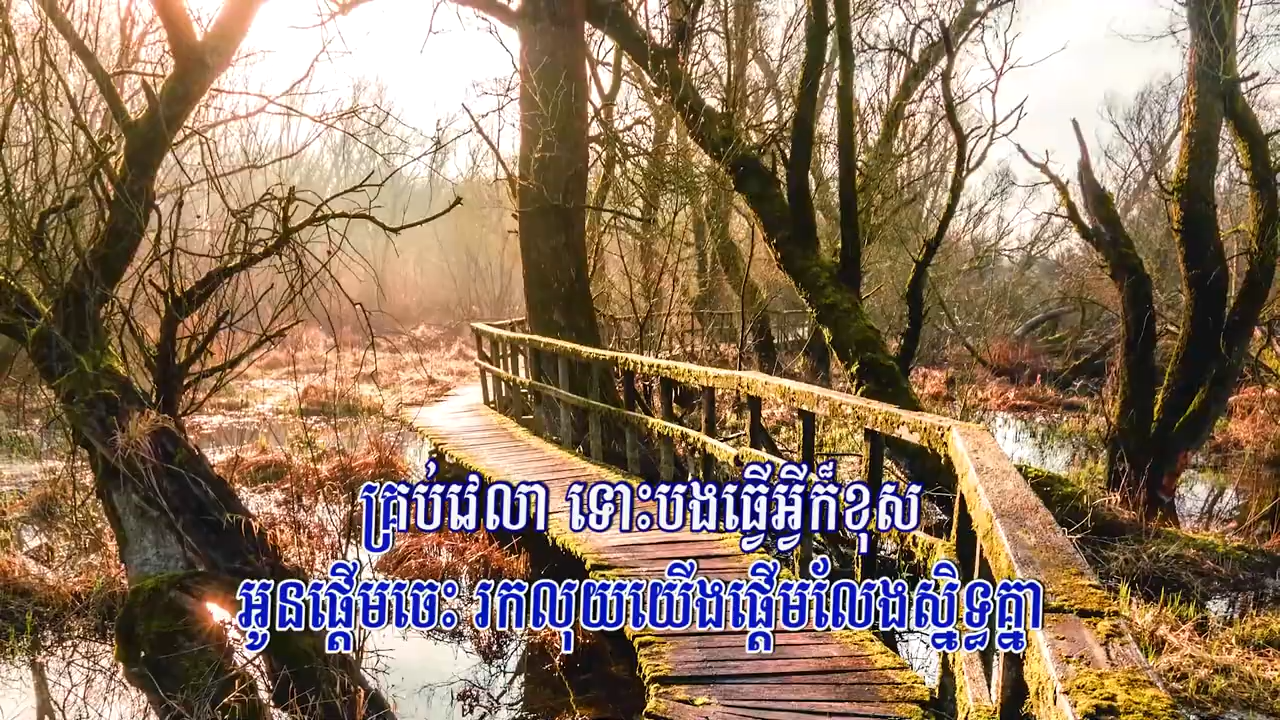 គ្រប់វេលា ទោះបងធ្វើអ្វីក៏ខុស
អូនផ្ដើមចេះ រកលុយយើងផ្ដើមលែងស្និទ្ធគ្នា